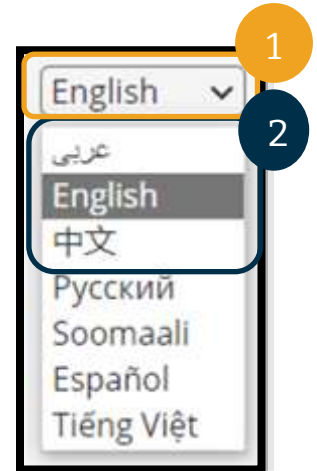 1
English
2
عربى
English
中文
Русский
Soomaali
Español
Tiếng Việt